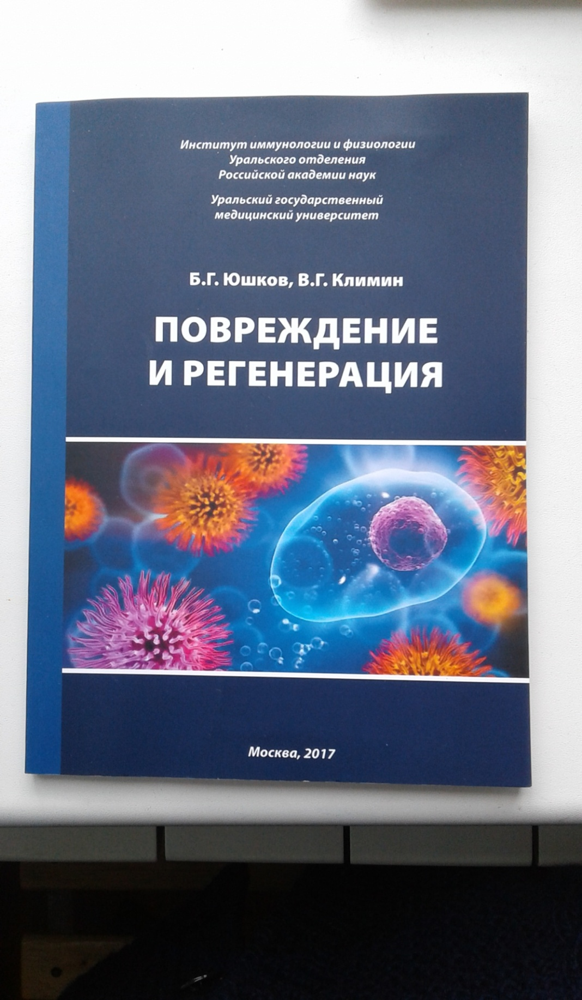 Институт иммунологии и физиологии
Уральского отделения
Российской академии наук
Уральский государственный
медицинский университет
Б.Г. Юшков, В.Г. Климин
ПОВРЕЖДЕНИЕ
И РЕГЕНЕРАЦИЯ
Москва, 2017